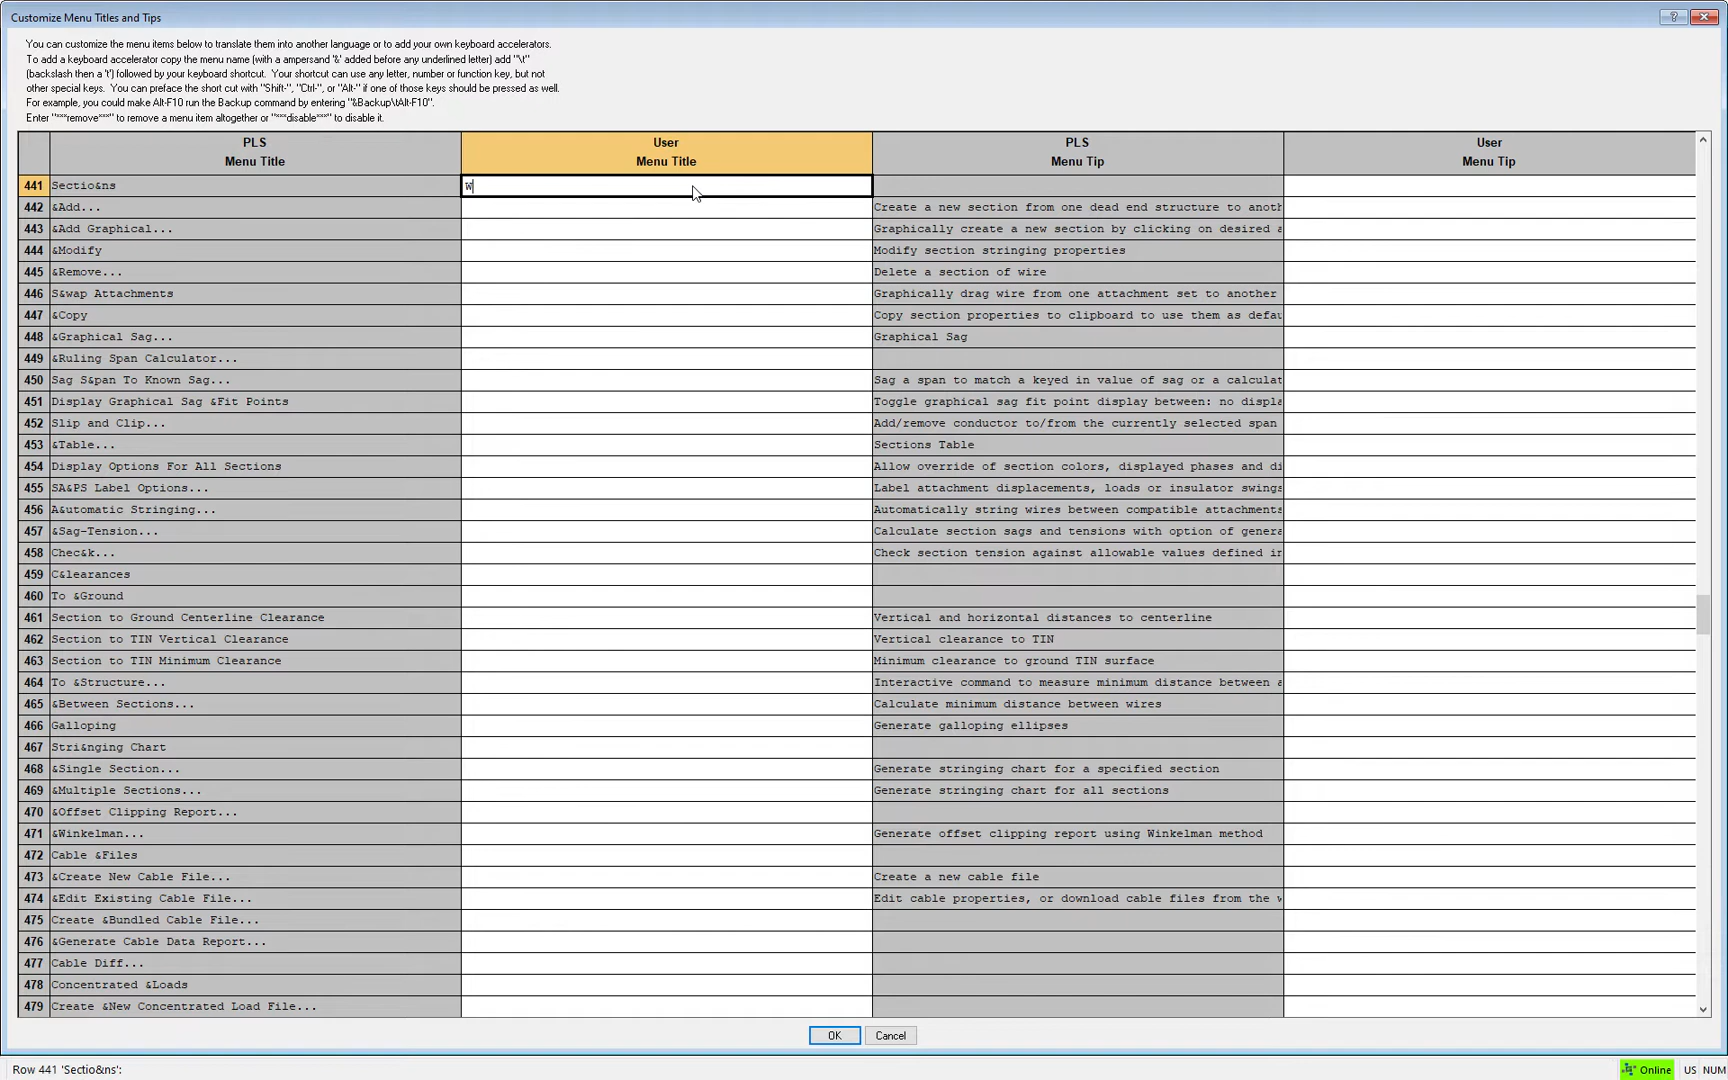 Customize Menu Titles and Tips
You can customize the menu items below to translate them into another language or to add your own keyboard accelerators.
To add a keyboard accelerator copy the menu name (with a ampersand '&' added before any underlined letter) add "\t"
(backslash then a 't') followed by your keyboard shortcut. Your shortcut can use any letter, number or function key, but not
other special keys. You can preface the short cut with "Shift-", "Ctrl-", or "Alt-" if one of those keys should be pressed as well.
For example, you could make Alt-F10 run the Backup command by entering "&Backup\tAlt-F10".
Enter "***remove***" to remove a menu item altogether or "***disable***" to disable it.
PLS Menu Title User Menu Title PLS Menu Tip User Menu Tip
441 Sectio&ns W
442 &Add... Create a new section from one dead end structure to anoth
443 &Add Graphical... Graphically create a new section by clicking on desired a
444 &Modify Modify section stringing properties
445 &Remove... Delete a section of wire
446 S&wap Attachments Graphically drag wire from one attachment set to another
447 &Copy Copy section properties to clipboard to use them as defau
448 &Graphical Sag... Graphical Sag
449 &Ruling Span Calculator...
450 Sag S&pan To Known Sag... Sag a span to match a keyed in value of sag or a calculat
451 Display Graphical Sag &Fit Points Toggle graphical sag fit point display between: no displa
452 Slip and Clip... Add/remove conductor to/from the currently selected span
453 &Table... Sections Table
454 Display Options For All Sections Allow override of section colors, displayed phases and di
455 SA&PS Label Options... Label attachment displacements, loads or insulator swings
456 A&utomatic Stringing... Automatically string wires between compatible attachments
457 &Sag-Tension... Calculate section sags and tensions with option of genera
458 Chec&k... Check section tension against allowable values defined in
459 C&learances
460 To &Ground
461 Section to Ground Centerline Clearance Vertical and horizontal distances to centerline
462 Section to TIN Vertical Clearance Vertical clearance to TIN
463 Section to TIN Minimum Clearance Minimum clearance to ground TIN surface
464 To &Structure... Interactive command to measure minimum distance between a
465 &Between Sections... Calculate minimum distance between wires
466 Galloping Generate galloping ellipses
467 Stri&nging Chart
468 &Single Section... Generate stringing chart for a specified section
469 &Multiple Sections... Generate stringing chart for all sections
470 &Offset Clipping Report...
471 &Winkelman... Generate offset clipping report using Winkelman method
472 Cable &Files
473 &Create New Cable File... Create a new cable file
474 &Edit Existing Cable File... Edit cable properties, or download cable files from the w
475 Create &Bundled Cable File...
476 &Generate Cable Data Report...
477 Cable Diff...
478 Concentrated &Loads
479 Create &New Concentrated Load File...
OK Cancel
Row 441 'Sectio&ns': Online US NUM